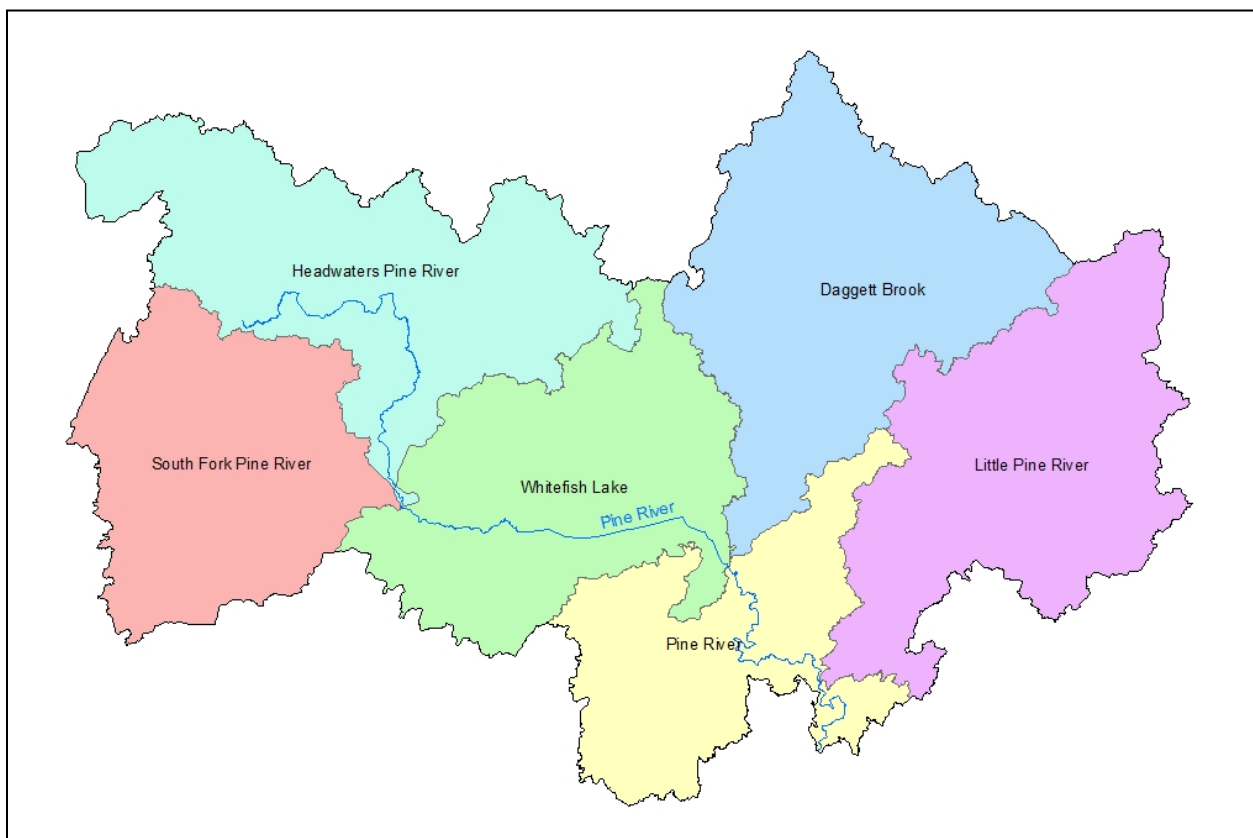 Headwaters Pine River
Daggett Brook
South Fork Pine River
Whitefish Lake
Little Pine River
Pine River
Pine River